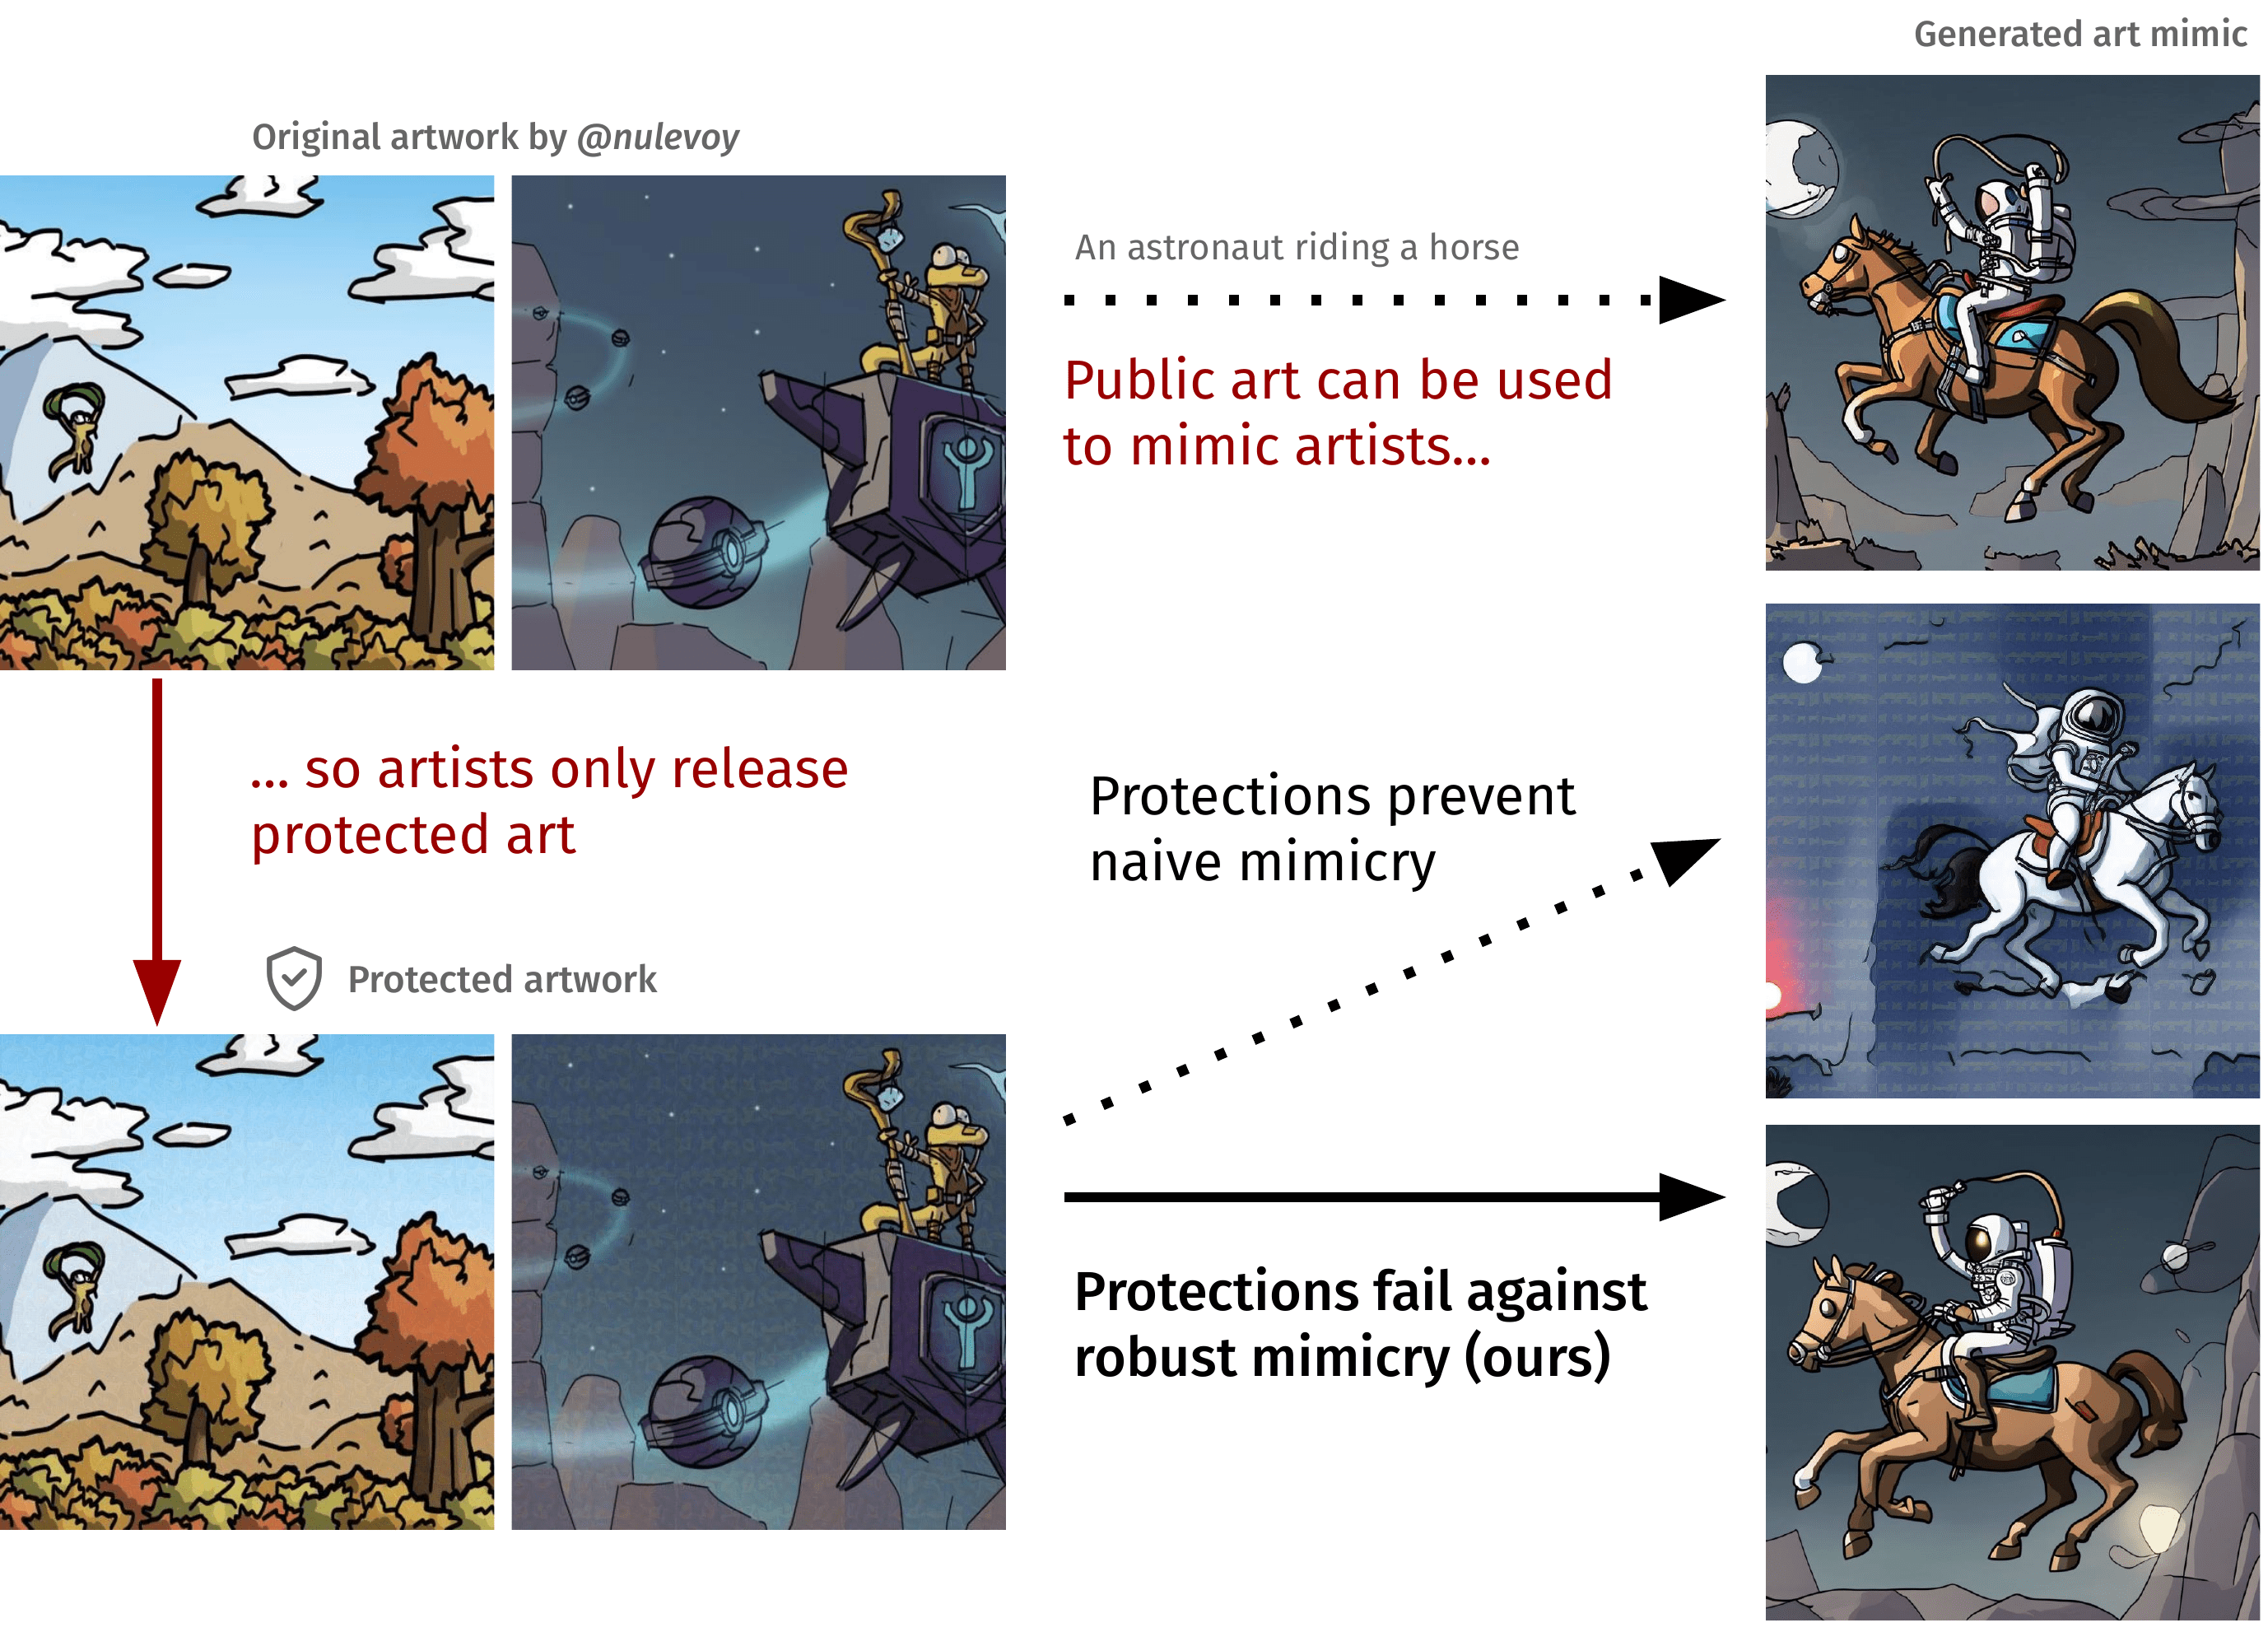 Generated art mimic
Original artwork by @nulevoy
An astronaut riding a horse
Public art can be used
to mimic artists...
... so artists only release
protected art
Protections prevent
naive mimicry
Protected artwork
Protections fail against
robust mimicry (ours)